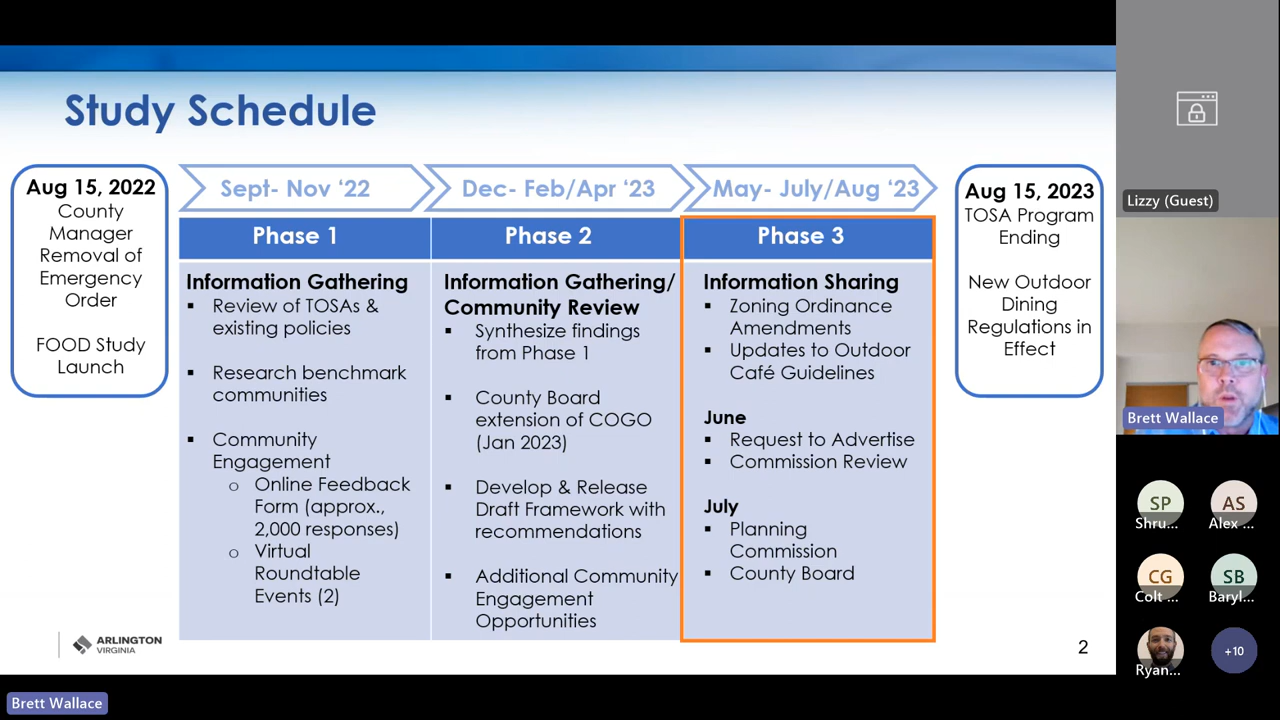 Study Schedule
Aug 15, 2022
County
Manager
Removal of
Emergency
Order
FOOD Study
Launch
Sept- Nov ‘22
Dec- Feb/Apr ‘23
May- July/Aug ‘23
Phase 1
Phase 2
Phase 3
Information Gathering
▪ Review of TOSAs &
existing policies
▪ Research benchmark
communities
▪ Community
Engagement
o Online Feedback
Form (approx.,
2,000 responses)
o Virtual
Roundtable
Events (2)
Information Gathering/
Community Review
▪ Synthesize findings
from Phase 1
▪ County Board
extension of COGO
(Jan 2023)
▪ Develop & Release
Draft Framework with
recommendations
▪ Additional Community
Engagement
Opportunities
Information Sharing
▪ Zoning Ordinance
Amendments
▪ Updates to Outdoor
Café Guidelines
June
▪ Request to Advertise
▪ Commission Review
July
▪ Planning
Commission
▪ County Board
Aug 15, 2023
TOSA Program
Ending
New Outdoor
Dining
Regulations in
Effect
ARLINGTON
VIRGINIA
2
Brett Wallace
Lizzy (Guest)
Brett Wallace
SP
Shru...
AS
Alex ...
CG
Colt ...
SB
Baryl...
Ryan...
+10